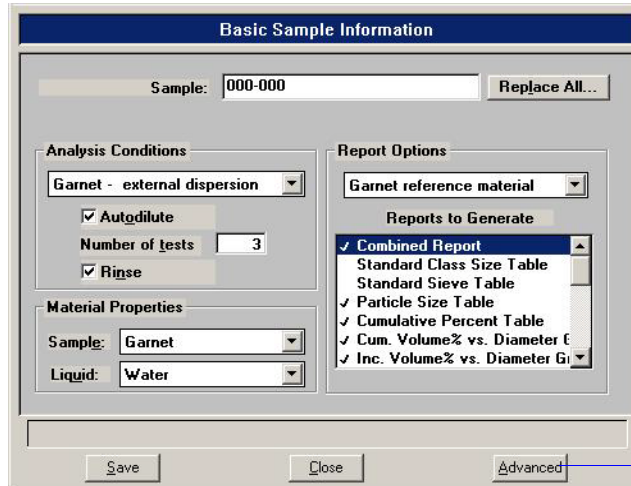 Basic Sample Information
Sample: 000-000 Replace All...
Analysis Conditions
Garnet - external dispersion
Autodilute
Number of tests 3
Rinse
Material Properties
Sample: Garnet
Liquid: Water
Report Options
Garnet reference material
Reports to Generate
Combined Report
Standard Class Size Table
Standard Sieve Table
Particle Size Table
Cumulative Percent Table
Cum. Volume% vs. Diameter
Inc. Volume% vs. Diameter
Save Close Advanced